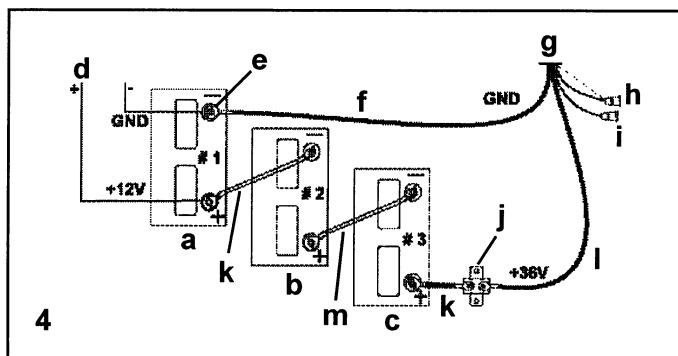 g
d
e
h
+ -
f
GND
i
GND
# 1
j
# 2
+12V
+
k
# 3
l
a
+36V
+
b
m
+
k
4
c